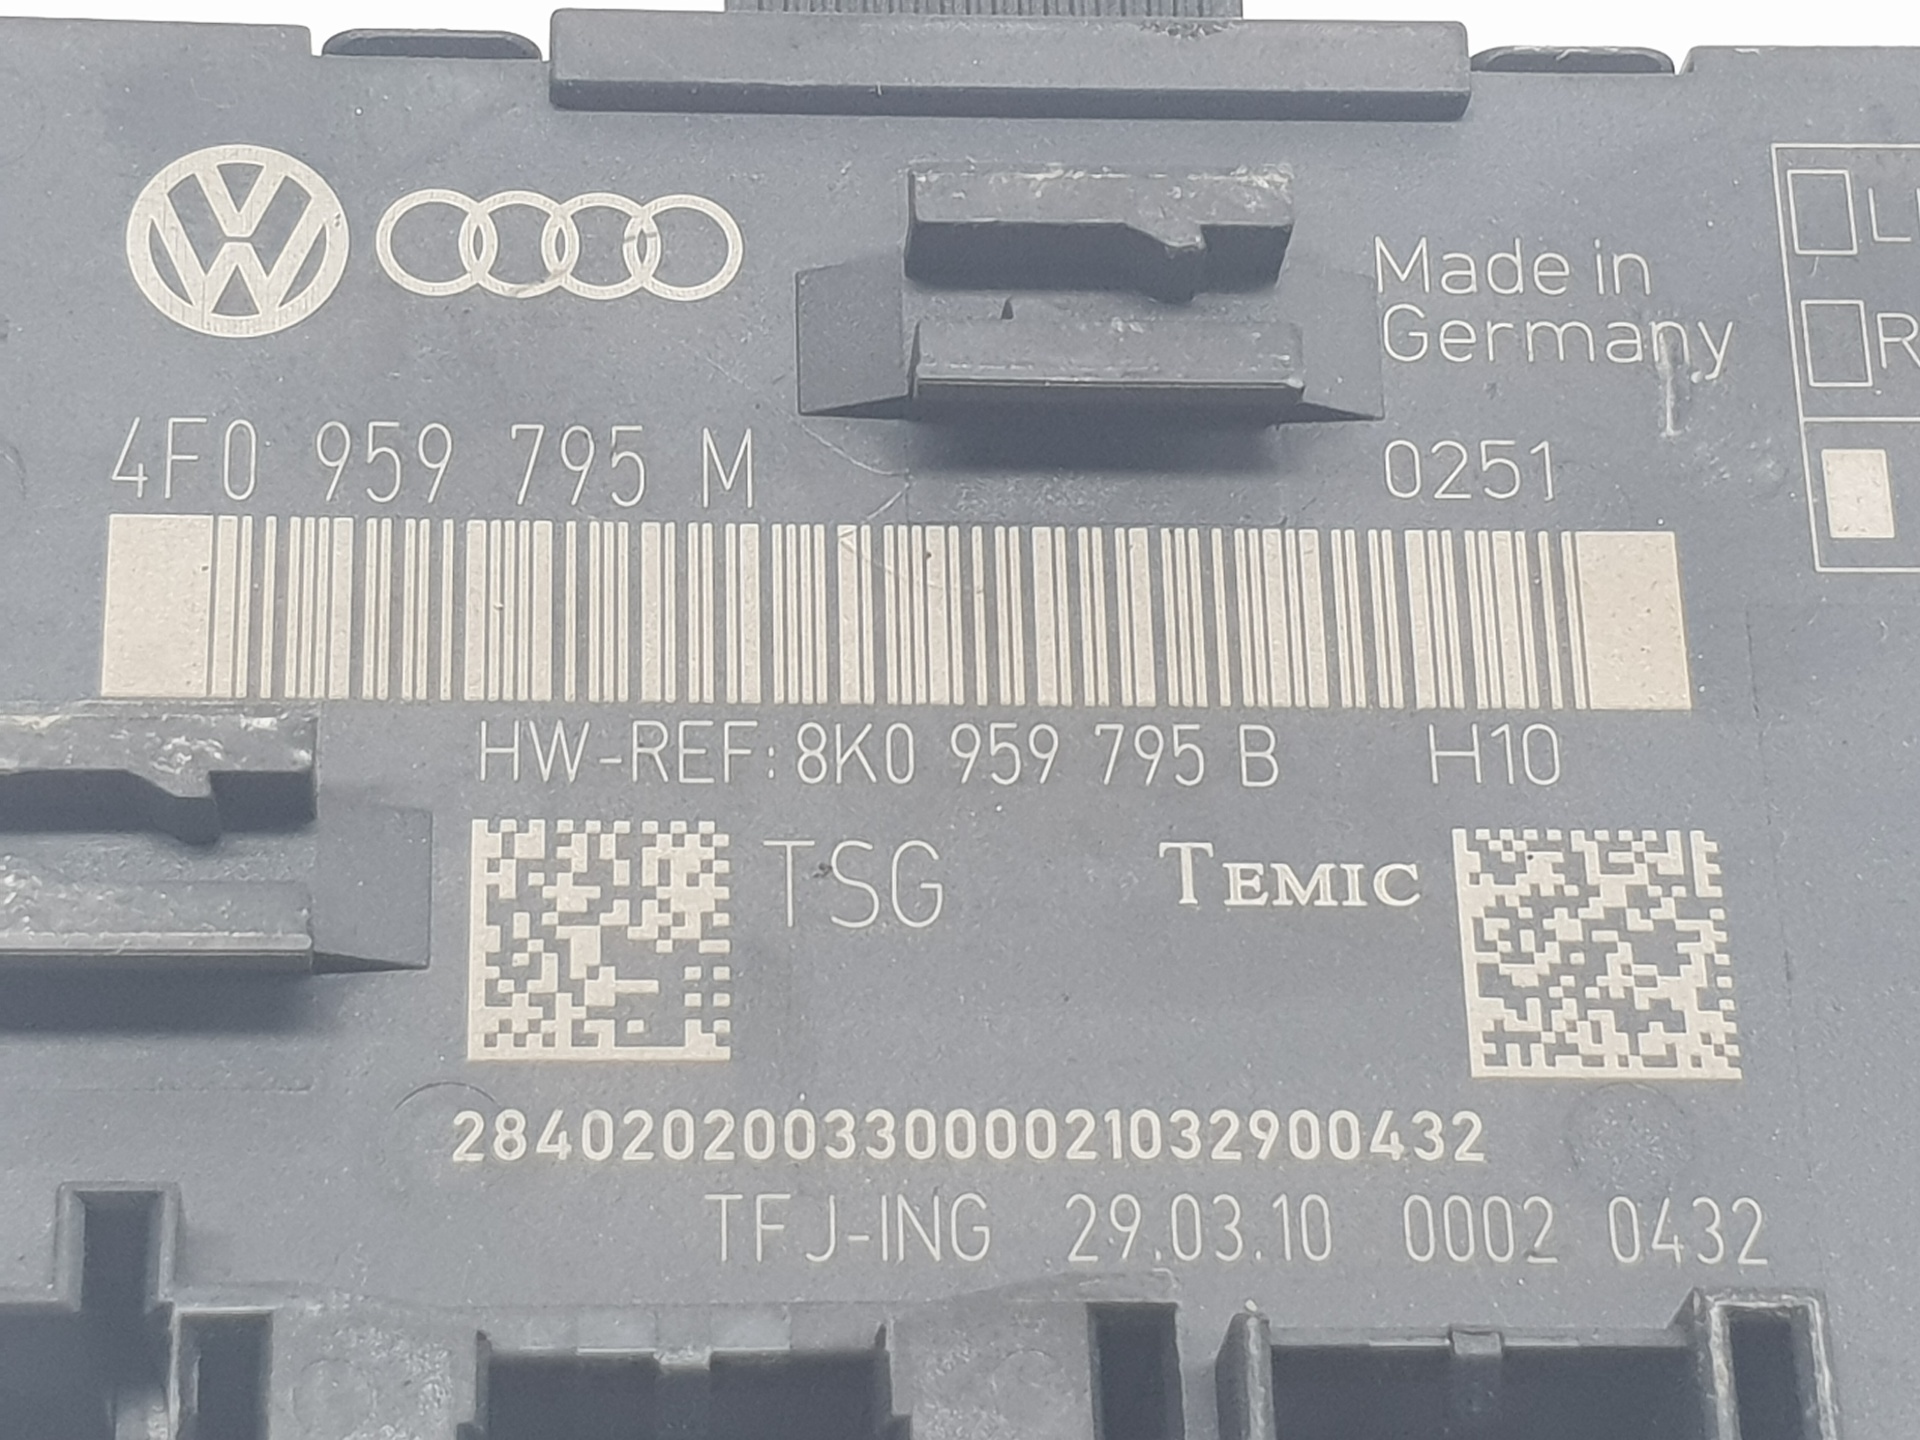 Made in
Germany
4F0 959 795 M
0251
HW-REF: 8K0 959 795 B H10
TSG
TEMIC
284020200330000021032900432
TFJ-ING 29.03.10 0002 0432